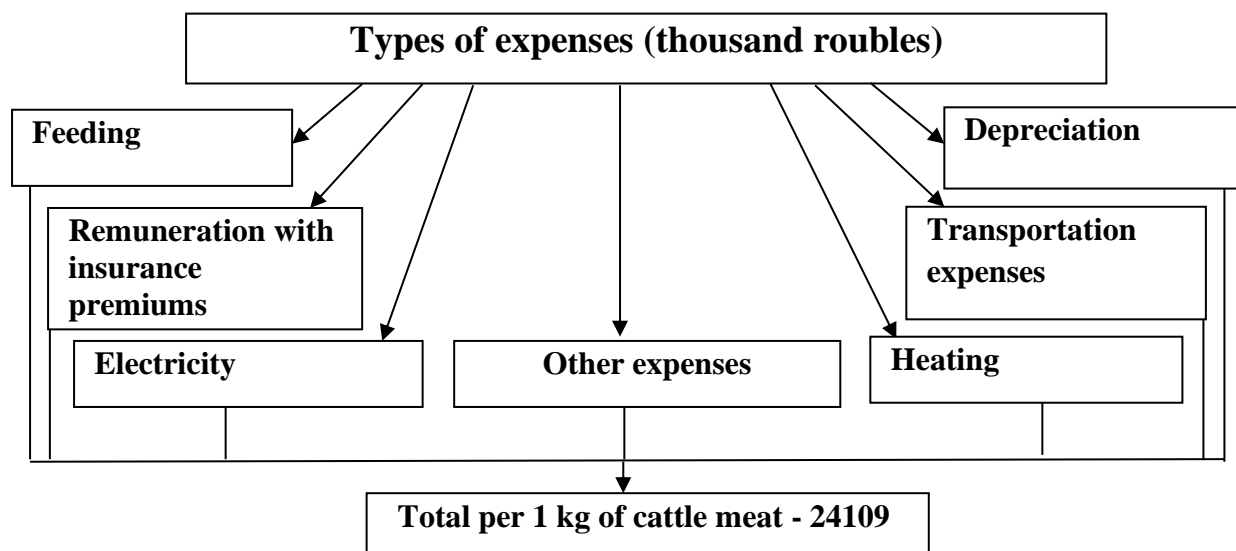 Types of expenses (thousand roubles)
Feeding
Depreciation
Remuneration with
insurance
premiums
Transportation
expenses
Electricity
Other expenses
Heating
Total per 1 kg of cattle meat - 24109